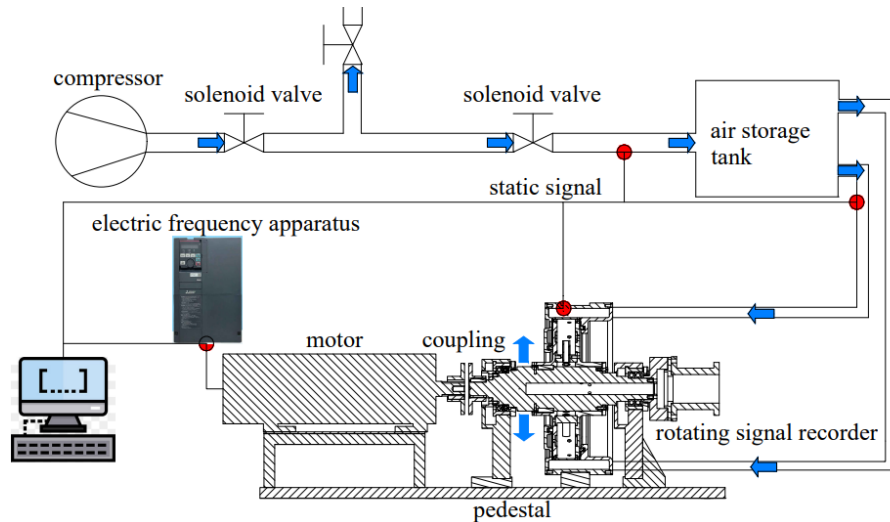 compressor
solenoid valve
solenoid valve
air storage
tank
static signal
electric frequency apparatus
motor
coupling
rotating signal recorder
pedestal